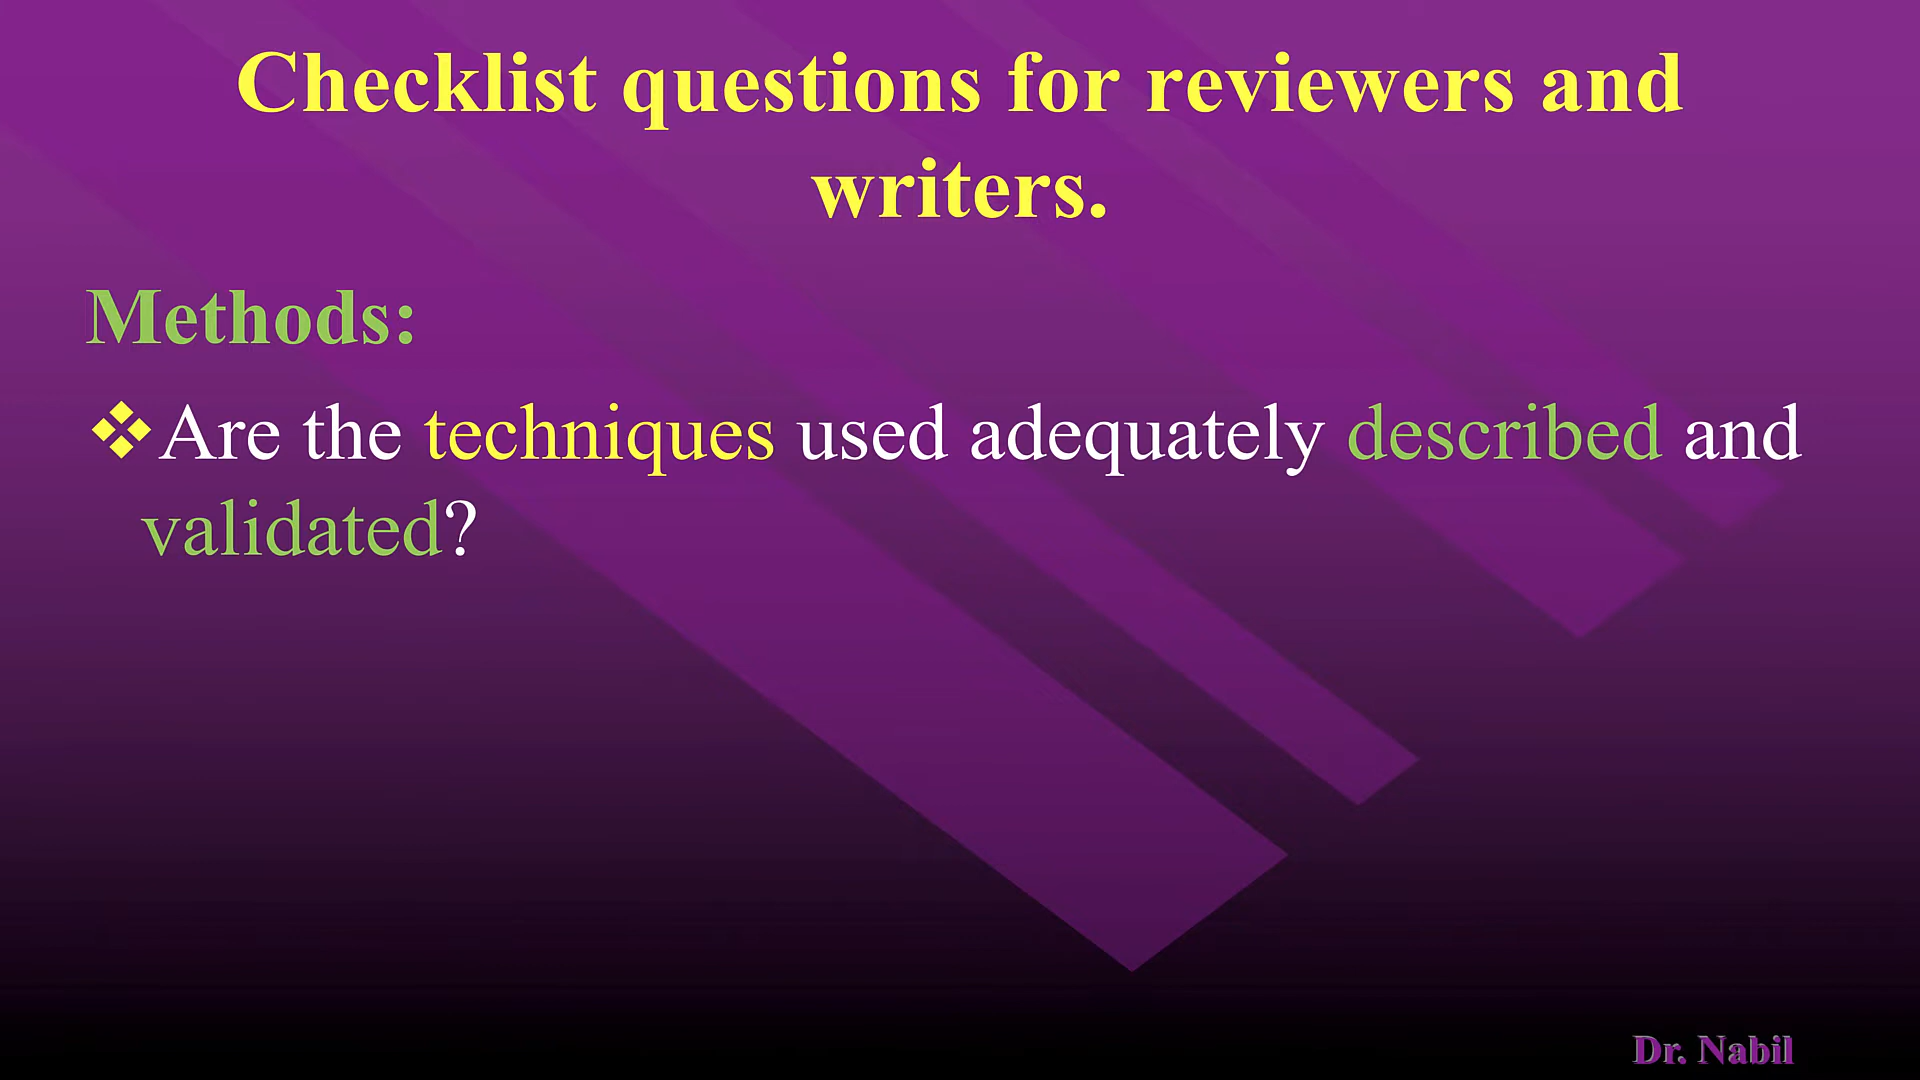 Checklist questions for reviewers and
writers.
Methods:
❖Are the techniques used adequately described and
validated?
Dr. Nabil